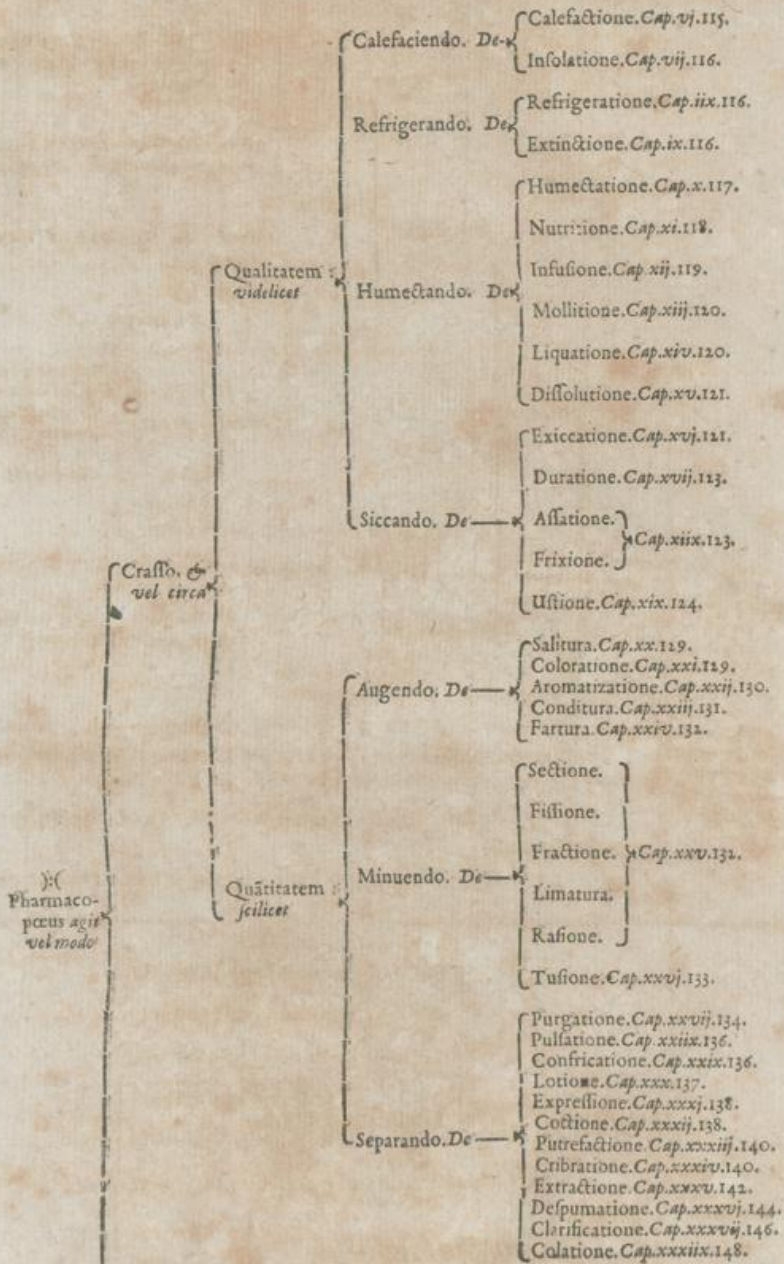 Calefaciendo. De
Calefactione. Cap. vj. 115.
Insolatione. Cap. vij. 116.
Refrigerando. De
Refrigeratione. Cap. iix. 116.
Extinctione. Cap. ix. 116.
Qualitatem :
videlicet
Humectando. De
Humectatione. Cap. x. 117.
Nutritione. Cap. xi. 118.
Infusione. Cap. xij. 119.
Mollitione. Cap. xiij. 120.
Liquatione. Cap. xiv. 120.
Dissolutione. Cap. xv. 121.
Siccando. De
Exiccatione. Cap. xvj. 121.
Duratione. Cap. xvij. 123.
Assatione.
Frixione.
Cap. xiix. 123.
Ustione. Cap. xix. 124.
Crasso, &
vel circa
Augendo. De
Salitura. Cap. xx. 129.
Coloratione. Cap. xxi. 129.
Aromatizatione. Cap. xxij. 130.
Conditura. Cap. xxiij. 131.
Fartura. Cap. xxiv. 132.
Quãtitatem :
scilicet
Minuendo. De
Sectione.
Fissione.
Fractione.
Limatura.
Rasione.
Cap. xxv. 132.
Tusione. Cap. xxvj. 133.
):(
Pharmaco-
pœus agit
vel modo
Separando. De
Purgatione. Cap. xxvij. 134.
Pulsatione. Cap. xxiix. 136.
Confricatione. Cap. xxix. 136.
Lotione. Cap. xxx. 137.
Expressione. Cap. xxxj. 138.
Coctione. Cap. xxxij. 138.
Putrefactione. Cap. xxxiij. 140.
Cribratione. Cap. xxxiv. 140.
Extractione. Cap. xxxv. 142.
Despumatione. Cap. xxxvj. 144.
Clarificatione. Cap. xxxvij. 146.
Colatione. Cap. xxxiix. 148.